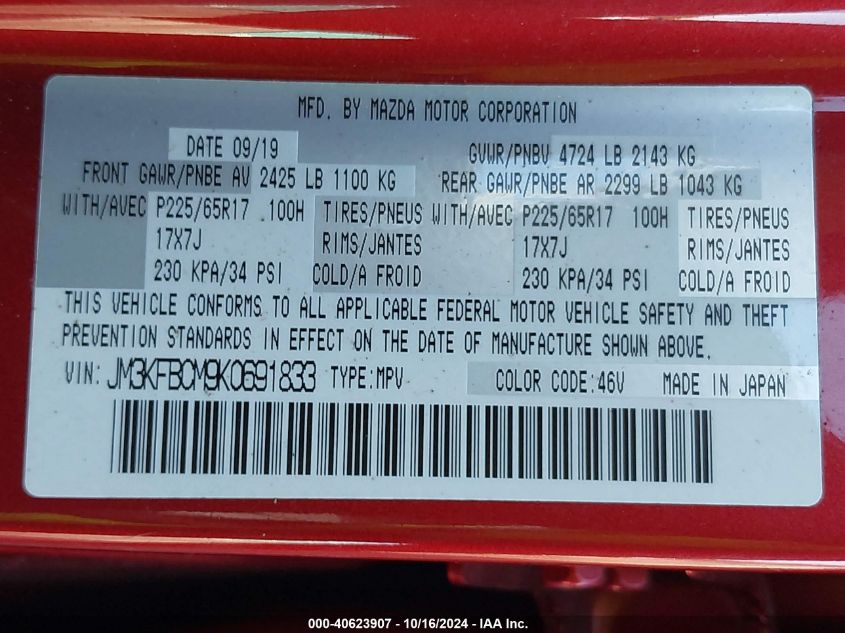 MFD. BY MAZDA MOTOR CORPORATION
DATE 09/19 GVWR/PNBV 4724 LB 2143 KG
FRONT GAWR/PNBE AV 2425 LB 1100 KG REAR GAWR/PNBE AR 2299 LB 1043 KG
WITH/AVEC P225/65R17 100H TIRES/PNEUS WITH/AVEC P225/65R17 100H TIRES/PNEUS
17X7J RIMS/JANTES 17X7J RIMS/JANTES
230 KPA/34 PSI COLD/A FROID 230 KPA/34 PSI COLD/A FROID
THIS VEHICLE CONFORMS TO ALL APPLICABLE FEDERAL MOTOR VEHICLE SAFETY AND THEFT
PREVENTION STANDARDS IN EFFECT ON THE DATE OF MANUFACTURE SHOWN ABOVE.
VIN: JM3KFBCM9K0691833 TYPE:MPV COLOR CODE:46V MADE IN JAPAN
000-40623907 - 10/16/2024 - IAA Inc.